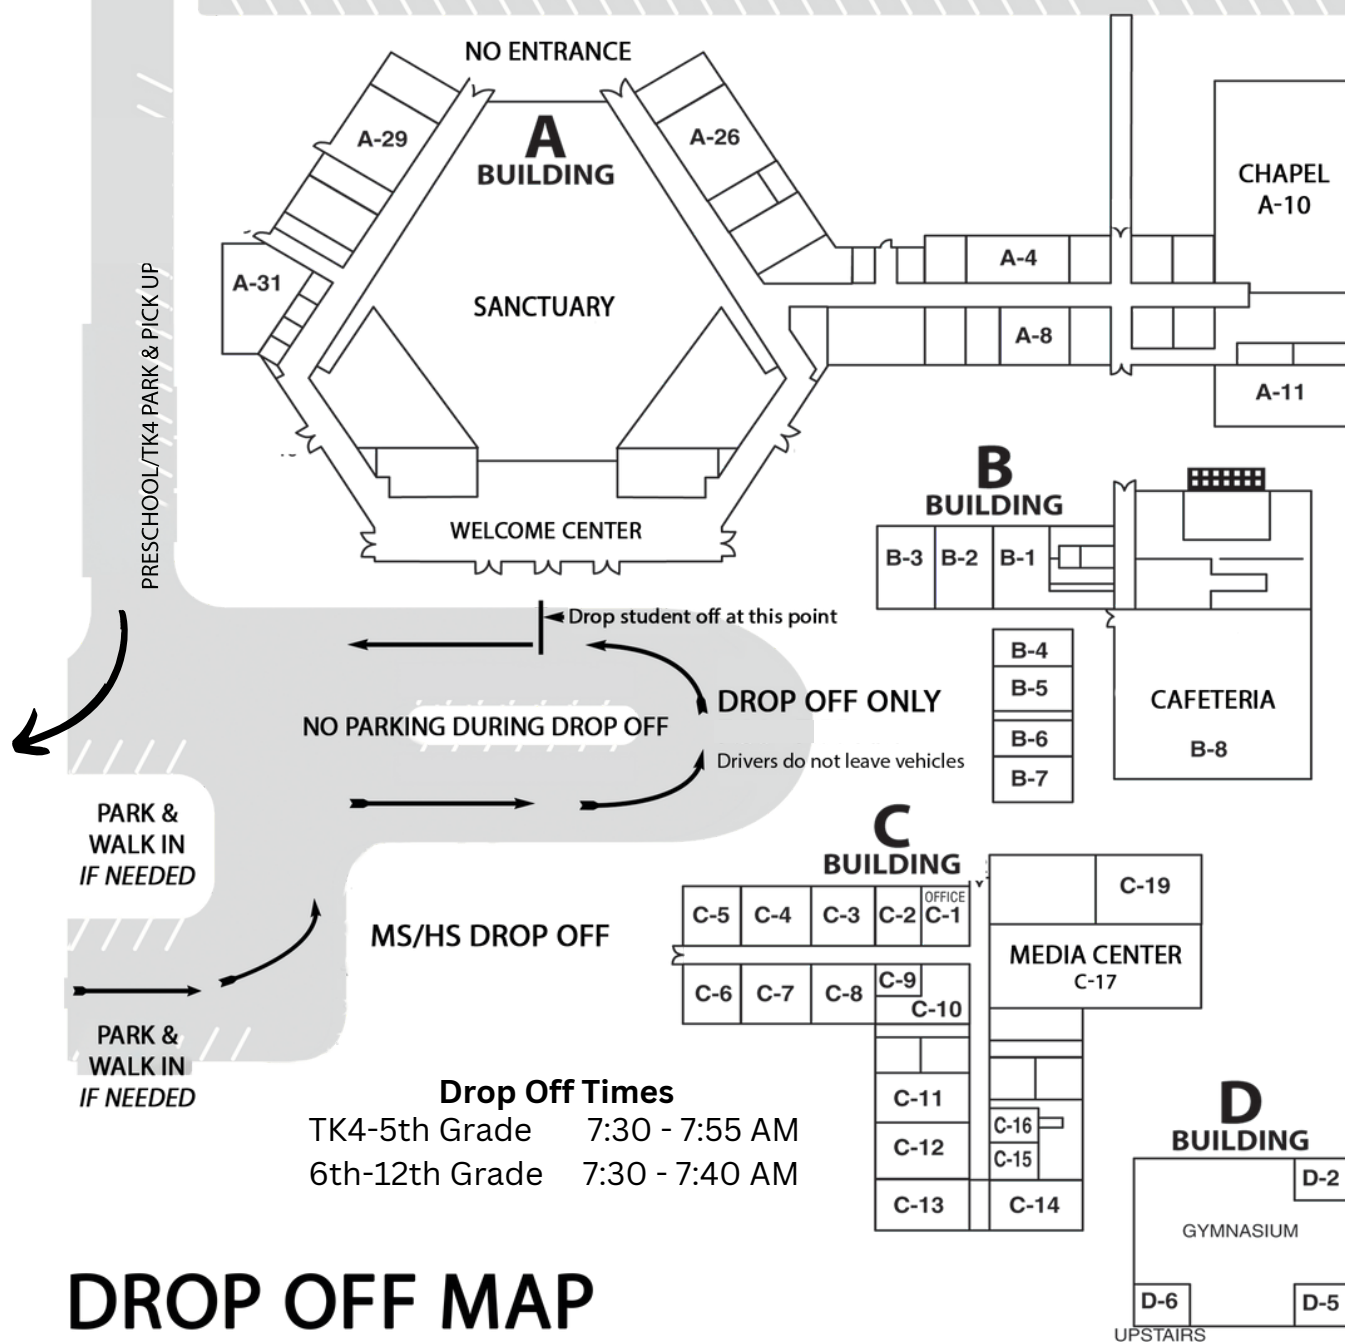 NO ENTRANCE
A
BUILDING
A-29
A-26
CHAPEL
A-10
A-31
A-4
SANCTUARY
A-8
A-11
PRESCHOOL/TK4 PARK & PICK UP
B
BUILDING
WELCOME CENTER
B-3
B-2
B-1
Drop student off at this point
B-4
B-5
B-6
B-7
CAFETERIA
B-8
DROP OFF ONLY
NO PARKING DURING DROP OFF
Drivers do not leave vehicles
PARK &
WALK IN
IF NEEDED
C
BUILDING
C-19
OFFICE
C-5
C-4
C-3
C-2
C-1
MS/HS DROP OFF
MEDIA CENTER
C-17
C-6
C-7
C-8
C-9
C-10
PARK &
WALK IN
IF NEEDED
Drop Off Times
TK4-5th Grade 7:30 - 7:55 AM
6th-12th Grade 7:30 - 7:40 AM
C-11
C-12
C-16
C-15
C-13
C-14
D
BUILDING
D-2
GYMNASIUM
D-6
D-5
UPSTAIRS
DROP OFF MAP